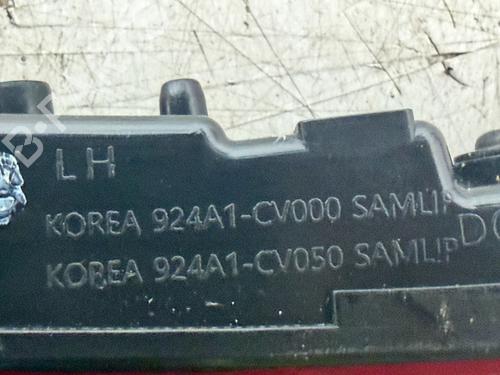 LH
KOREA 924A1-CV000 SAMLIP
KOREA 924A1-CV050 SAMLIP